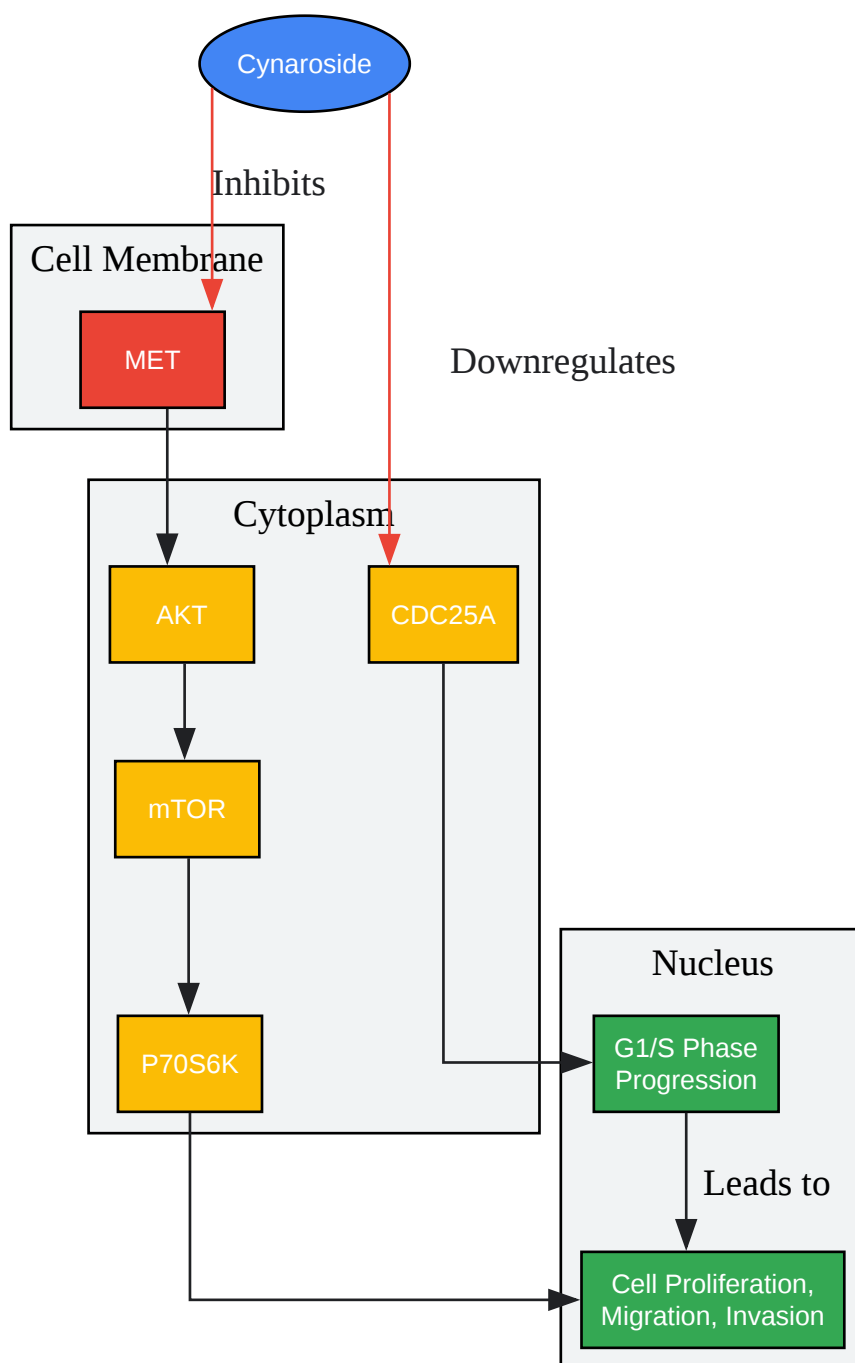 Cynaroside
Inhibits
Cell Membrane
MET
Downregulates
Cytoplasm
AKT
CDC25A
mTOR
Nucleus
P70S6K
G1/S Phase
Progression
Leads to
Cell Proliferation,
Migration, Invasion